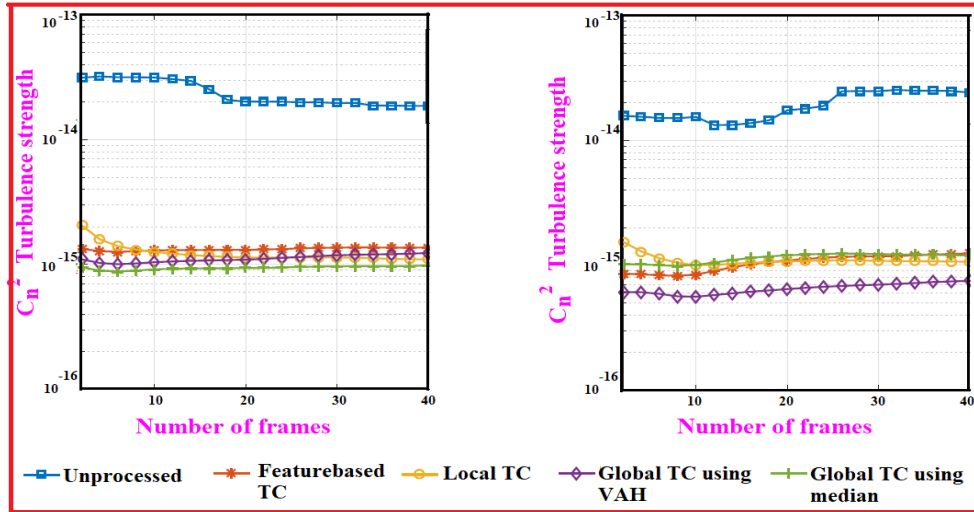 10^-13
10^-14
10^-15
10^-16
Cn^2 Turbulence strength
10
20
30
40
Number of frames
10^-13
10^-14
10^-15
10^-16
Cn^2 Turbulence strength
10
20
30
40
Number of frames
Unprocessed
Featurebased
TC
Local TC
Global TC using
VAH
Global TC using
median